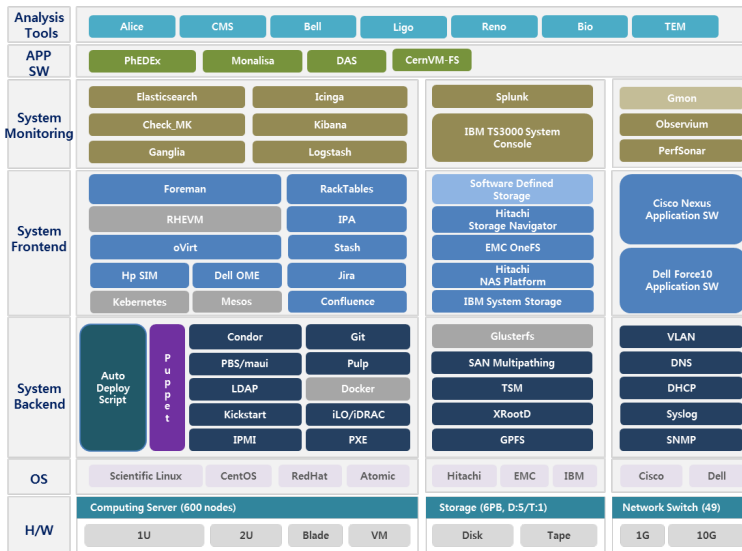 Analysis
Tools
Alice
CMS
Bell
Ligo
Reno
Bio
TEM
APP
SW
PhEDEx
Monalisa
DAS
CernVM-FS
System
Monitoring
Elasticsearch
Icinga
Check_MK
Kibana
Ganglia
Logstash
Splunk
IBM TS3000 System
Console
Gmon
Observium
PerfSonar
System
Frontend
Foreman
RackTables
RHEVM
IPA
oVirt
Stash
Hp SIM
Dell OME
Jira
Kebernetes
Mesos
Confluence
Software Defined
Storage
Hitachi
Storage Navigator
EMC OneFS
Hitachi
NAS Platform
IBM System Storage
Cisco Nexus
Application SW
Dell Force10
Application SW
System
Backend
Auto
Deploy
Script
Puppet
Condor
Git
PBS/maui
Pulp
LDAP
Docker
Kickstart
iLO/iDRAC
IPMI
PXE
Glusterfs
SAN Multipathing
TSM
XRootD
GPFS
VLAN
DNS
DHCP
Syslog
SNMP
OS
Scientific Linux
CentOS
RedHat
Atomic
Hitachi
EMC
IBM
Cisco
Dell
H/W
Computing Server (600 nodes)
1U
2U
Blade
VM
Storage (6PB, D:5/T:1)
Disk
Tape
Network Switch (49)
1G
10G